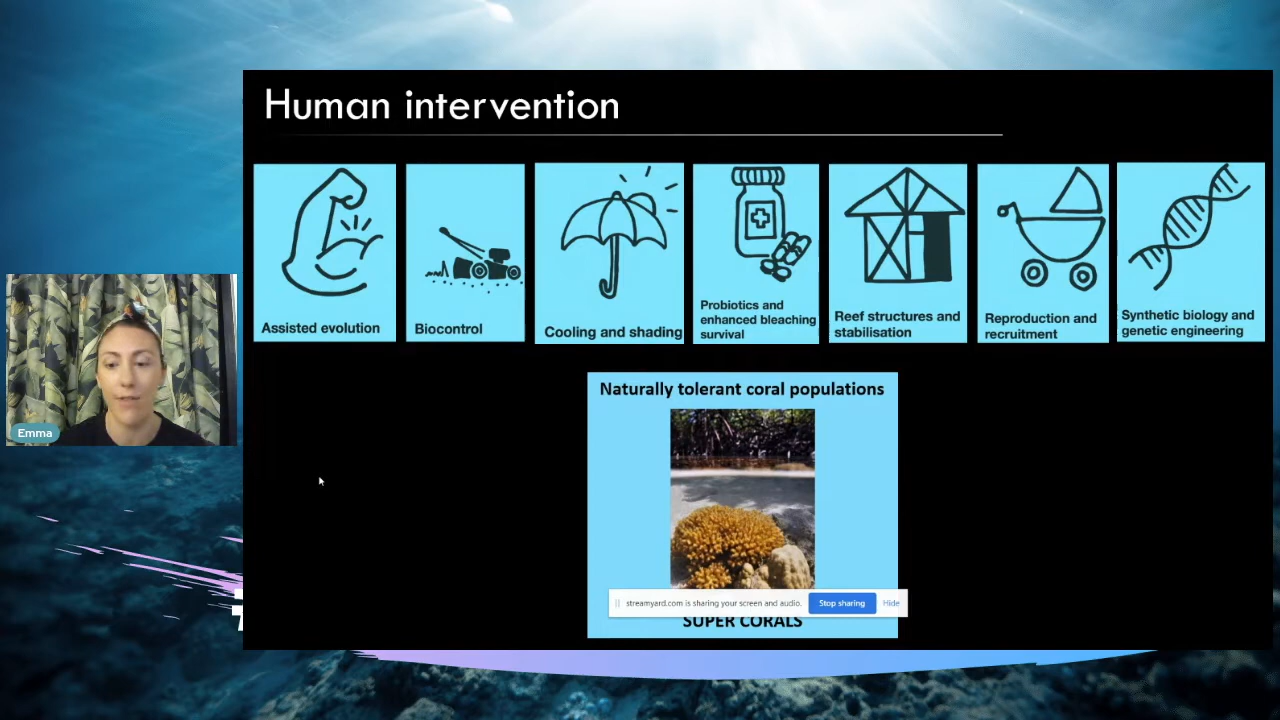 Human intervention
Assisted evolution
Biocontrol
Cooling and shading
Probiotics and
enhanced bleaching
survival
Reef structures and
stabilisation
Reproduction and
recruitment
Synthetic biology and
genetic engineering
Emma
Naturally tolerant coral populations
streamyard.com is sharing your screen and audio.
Stop sharing
Hide
SUPER CORALS